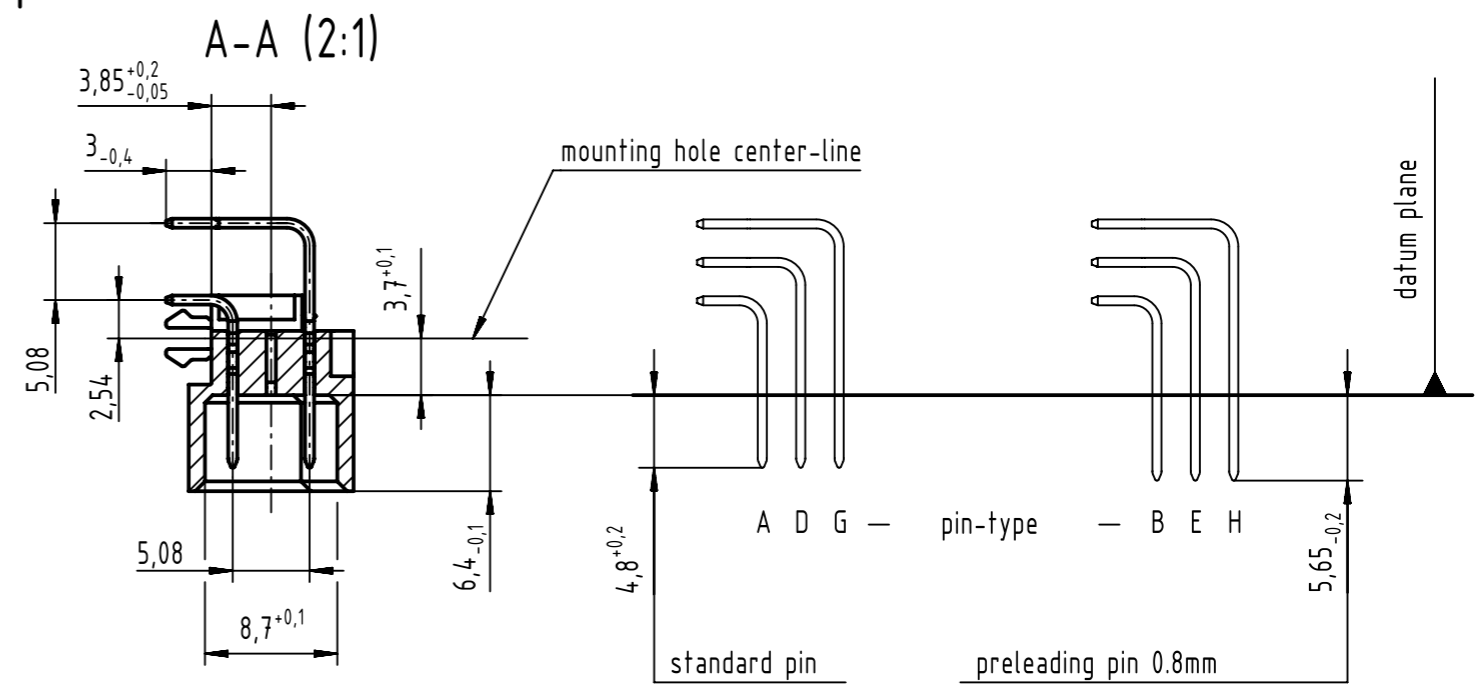 A-A (2:1)
3,85 +0,2 -0,05
3 -0,4
mounting hole center-line
datum plane
3,7 +0,1
5,08
2,54
A D G — pin-type — B E H
5,08
6,4 -0,1
4,8 +0,2
5,65 -0,2
8,7 +0,1
standard pin
preleading pin 0.8mm